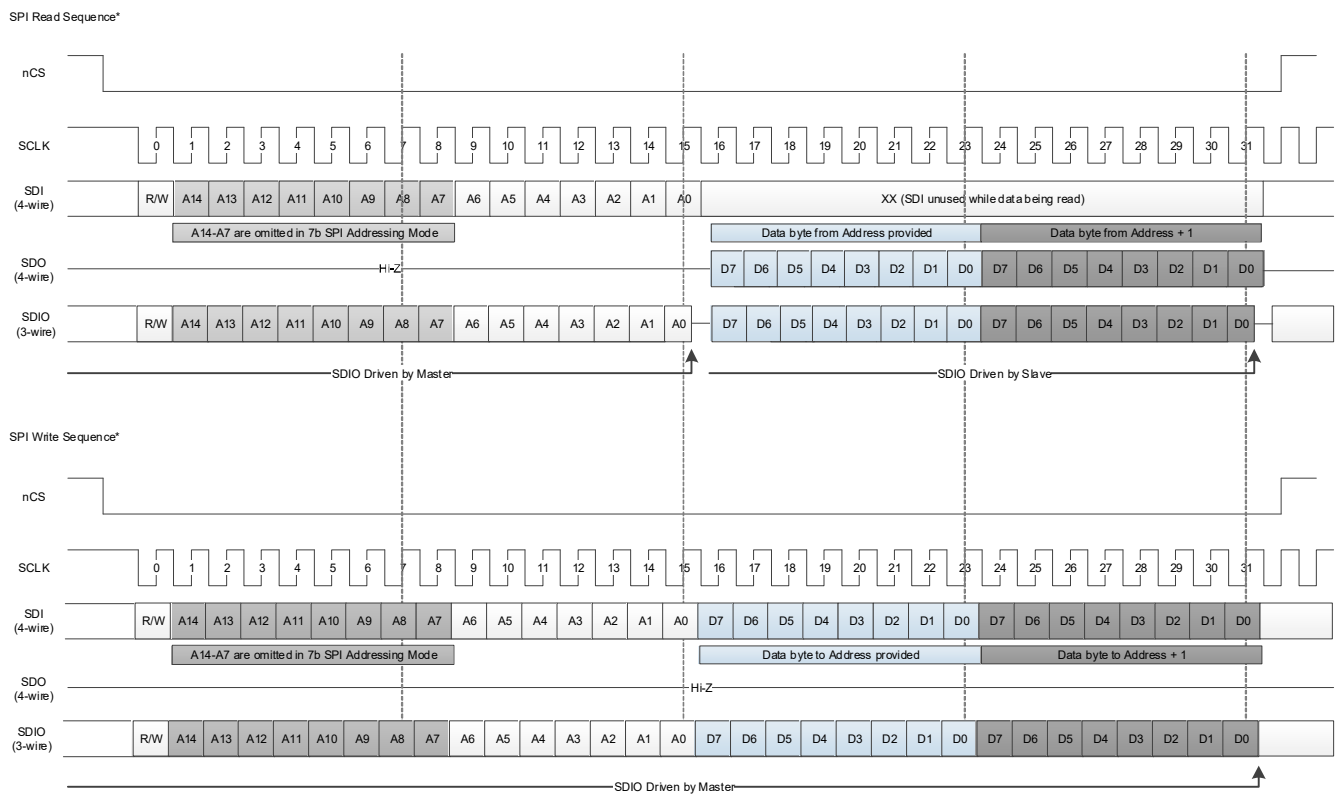 SPI Read Sequence*
nCS
SCLK 0 1 2 3 4 5 6 7 8 9 10 11 12 13 14 15 16 17 18 19 20 21 22 23 24 25 26 27 28 29 30 31
SDI
(4-wire)
R/W A14 A13 A12 A11 A10 A9 A8 A7 A6 A5 A4 A3 A2 A1 A0 XX (SDI unused while data being read)
A14-A7 are omitted in 7b SPI Addressing Mode Data byte from Address provided Data byte from Address + 1
SDO
(4-wire)
Hi-Z D7 D6 D5 D4 D3 D2 D1 D0 D7 D6 D5 D4 D3 D2 D1 D0
SDIO
(3-wire)
R/W A14 A13 A12 A11 A10 A9 A8 A7 A6 A5 A4 A3 A2 A1 A0 D7 D6 D5 D4 D3 D2 D1 D0 D7 D6 D5 D4 D3 D2 D1 D0
SDIO Driven by Master SDIO Driven by Slave
SPI Write Sequence*
nCS
SCLK 0 1 2 3 4 5 6 7 8 9 10 11 12 13 14 15 16 17 18 19 20 21 22 23 24 25 26 27 28 29 30 31
SDI
(4-wire)
R/W A14 A13 A12 A11 A10 A9 A8 A7 A6 A5 A4 A3 A2 A1 A0 D7 D6 D5 D4 D3 D2 D1 D0 D7 D6 D5 D4 D3 D2 D1 D0
A14-A7 are omitted in 7b SPI Addressing Mode Data byte to Address provided Data byte to Address + 1
SDO
(4-wire)
Hi-Z
SDIO
(3-wire)
R/W A14 A13 A12 A11 A10 A9 A8 A7 A6 A5 A4 A3 A2 A1 A0 D7 D6 D5 D4 D3 D2 D1 D0 D7 D6 D5 D4 D3 D2 D1 D0
SDIO Driven by Master